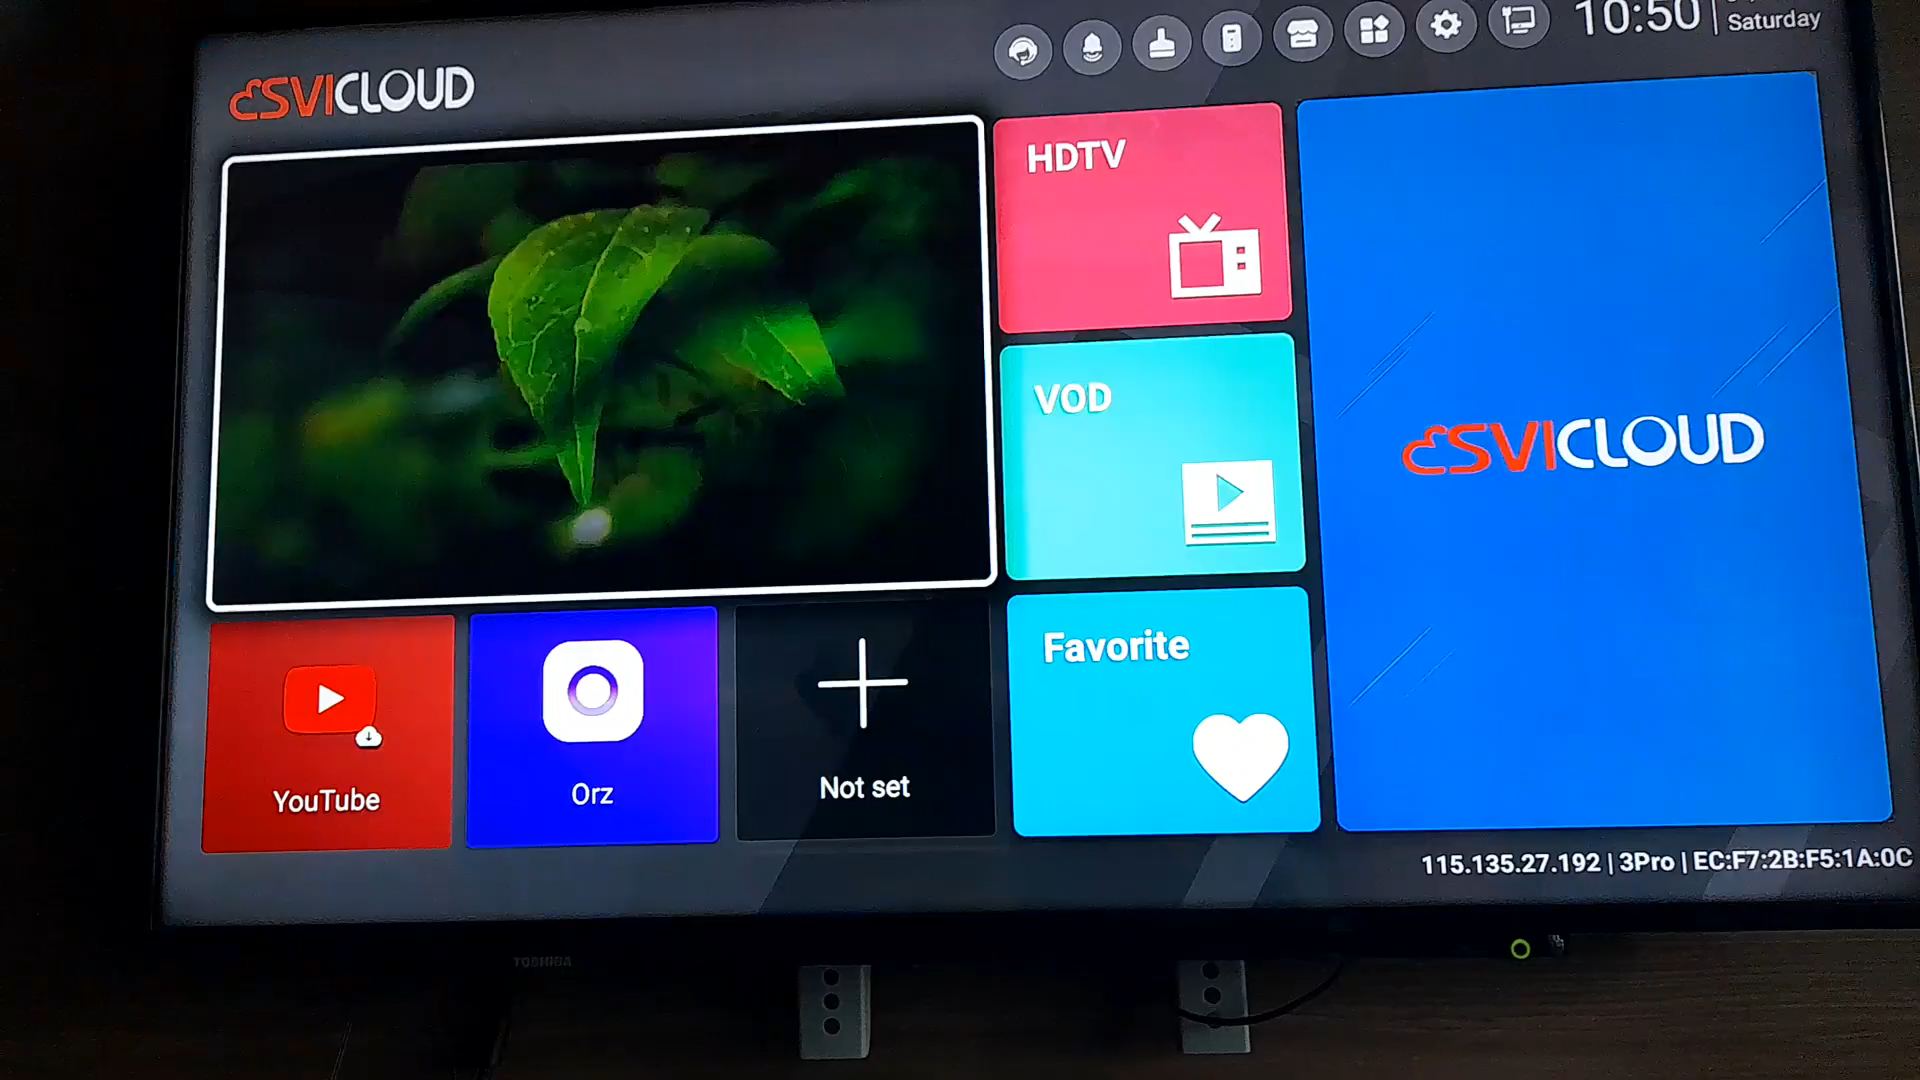 10:50
Saturday
SVICLOUD
HDTV
VOD
SVICLOUD
Favorite
YouTube
Orz
Not set
115.135.27.192 | 3Pro | EC:F7:2B:F5:1A:0C
TOSHIBA